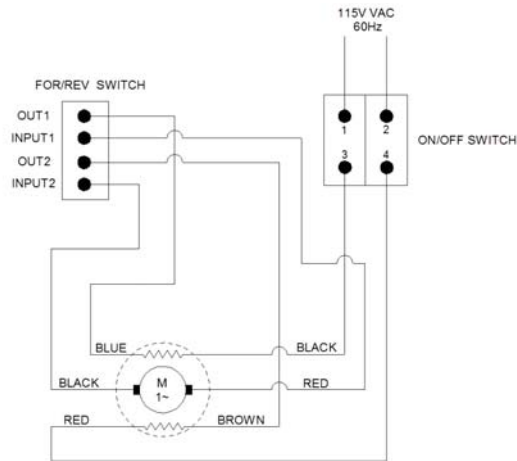 115V VAC
60Hz
FOR/REV SWITCH
OUT1
INPUT1
OUT2
INPUT2
1
2
3
4
ON/OFF SWITCH
BLUE
BLACK
BLACK
M
1~
RED
RED
BROWN